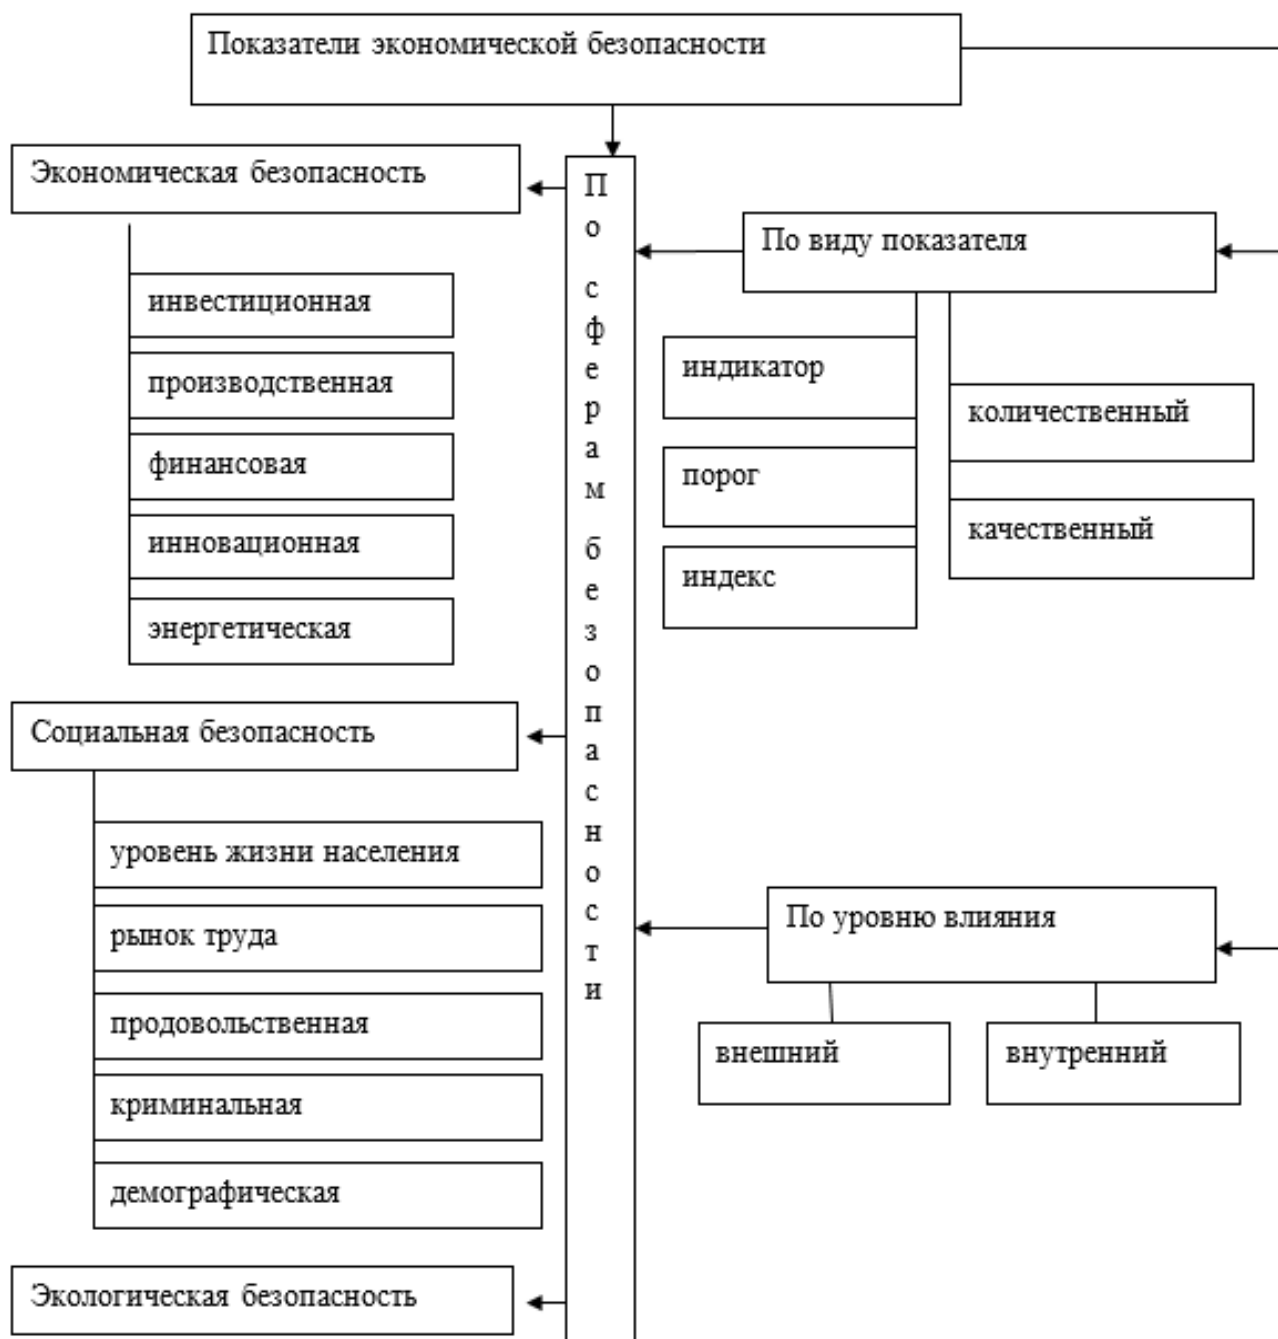 Показатели экономической безопасности
Экономическая безопасность
инвестиционная
производственная
финансовая
инновационная
энергетическая
Социальная безопасность
уровень жизни населения
рынок труда
продовольственная
криминальная
демографическая
Экологическая безопасность
По сферам безопасности
По виду показателя
индикатор
порог
индекс
количественный
качественный
По уровню влияния
внешний
внутренний